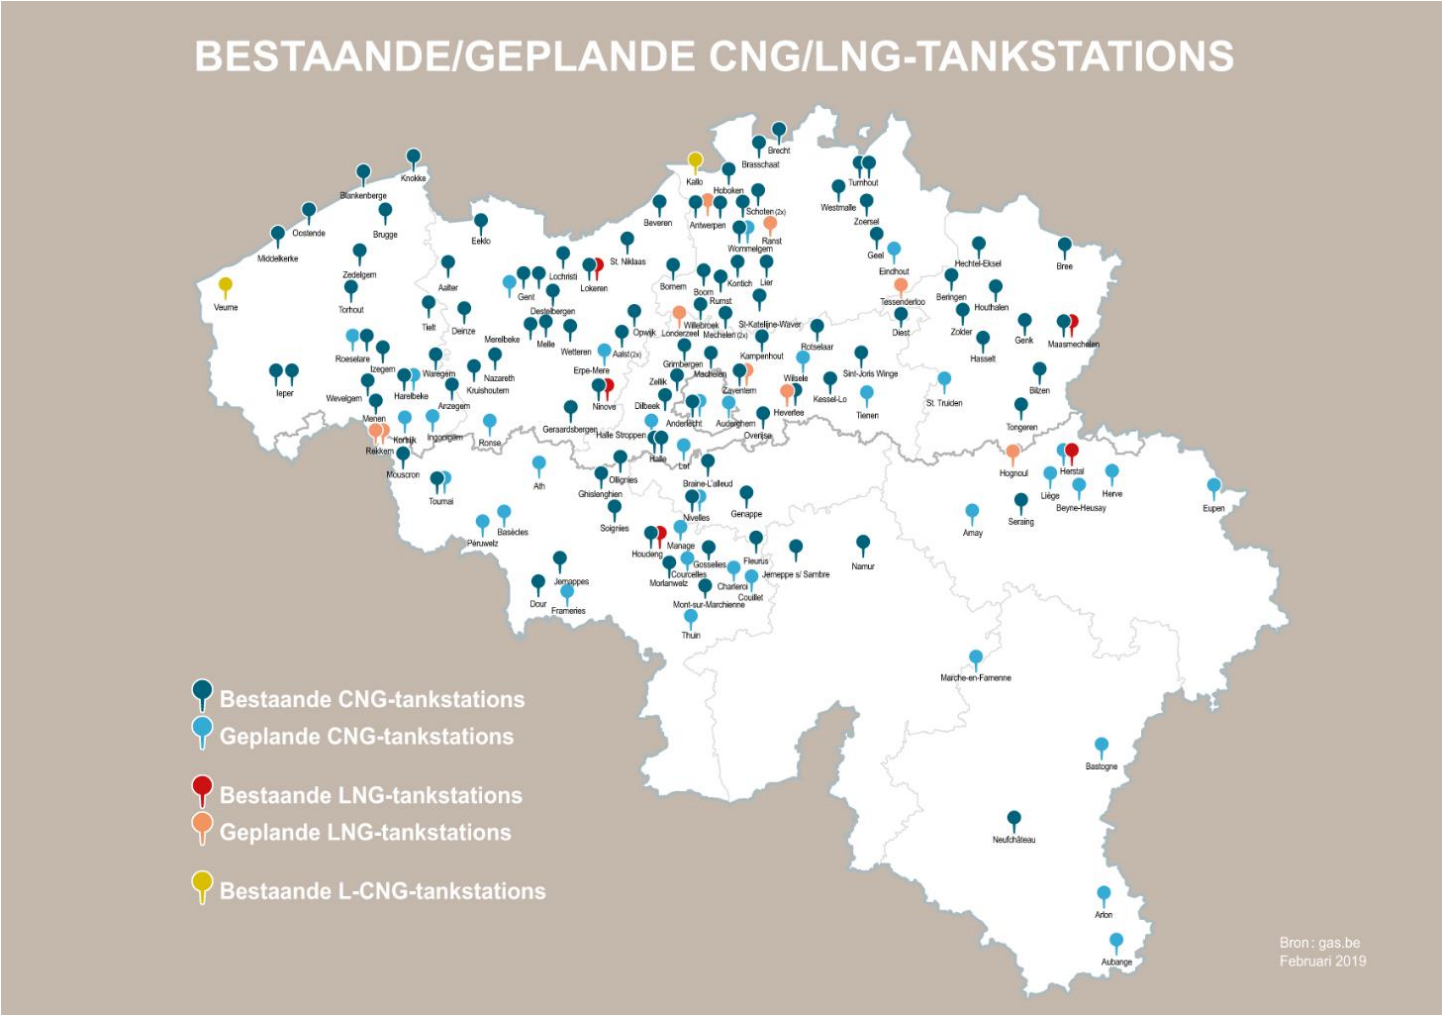 BESTAANDE/GEPLANDE CNG/LNG-TANKSTATIONS
Brecht
Brasschaat
Knokke
Kallo
Turnhout
Blankenberge
Hoboken
Westmalle
Schoten (2x)
Beveren
Antwerpen
Zoersel
Oostende
Brugge
Eeklo
Ranst
Wommelgem
Geel
Middelkerke
St. Niklaas
Eindhout
Hechtel-Eksel
Bree
Zedelgem
Lochristi
Lokeren
Bornem
Boom
Kontich
Lier
Aalter
Gent
Tessenderloo
Beringen
Houthalen
Veurne
Torhout
Destelbergen
Rumst
Tielt
Deinze
Willebroek
St-Katelijne-Waver
Opwijk
Londerzeel
Mechelen (2x)
Diest
Zolder
Genk
Maasmechelen
Merelbeke
Melle
Wetteren
Aalst (2x)
Rotselaar
Roeselare
Izegem
Grimbergen
Machelen
Kampenhout
Hasselt
Waregem
Nazareth
Erpe-Mere
Wilsele
Sint-Joris Winge
Kruishoutem
Zellik
Zaventem
Ieper
Wevelgem
Harelbeke
Anzegem
Ninove
Dilbeek
Heverlee
Kessel-Lo
Tienen
St. Truiden
Bilzen
Menen
Geraardsbergen
Anderlecht
Auderghem
Overijse
Tongeren
Kortrijk
Ingooigem
Ronse
Halle Stroppen
Rekkem
Halle
Lot
Mouscron
Hognoul
Herstal
Ollignies
Braine-L'alleud
Ath
Ghislenghien
Tournai
Liège
Beyne-Heusay
Herve
Eupen
Nivelles
Genappe
Soignies
Seraing
Amay
Basècles
Péruwelz
Houdeng
Manage
Fleurus
Gosselles
Namur
Jemeppe s/ Sambre
Jemappes
Morlanwelz
Courcelles
Charleroi
Couillet
Dour
Frameries
Mont-sur-Marchienne
Thuin
Marche-en-Famenne
Bestaande CNG-tankstations
Geplande CNG-tankstations
Bastogne
Bestaande LNG-tankstations
Geplande LNG-tankstations
Neufchâteau
Bestaande L-CNG-tankstations
Arlon
Aubange
Bron : gas.be
Februari 2019